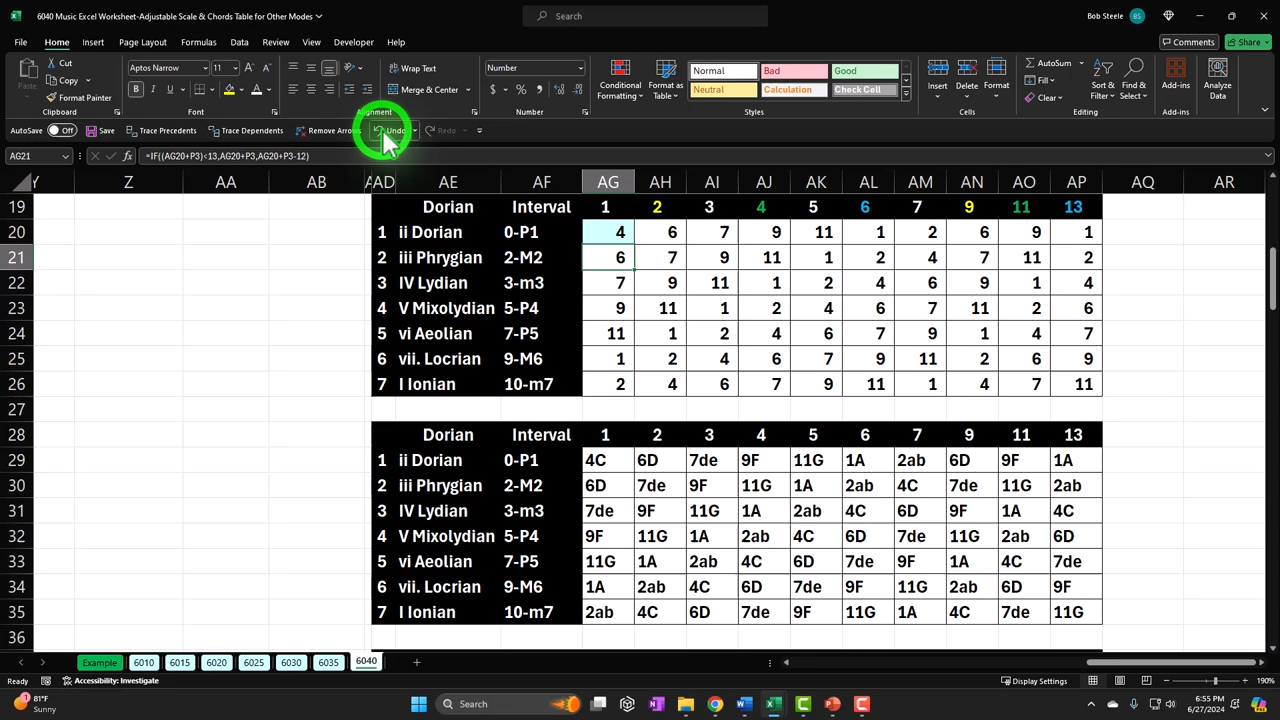 6040 Music Excel Worksheet-Adjustable Scale & Chords Table for Other Modes
Search
Bob Steele
BS
File Home Insert Draw Page Layout Formulas Data Review View Developer Help
Comments
Share
Cut
Copy
Format Painter
Paste
Clipboard
Aptos Narrow 11
B I U
Font
Wrap Text
Merge & Center
Alignment
Number
$ % 9
Number
Conditional Formatting
Format as Table
Normal Bad Good
Neutral Calculation Check Cell
Styles
Insert Delete Format
Cells
AutoSum
Fill
Clear
Sort & Filter
Find & Select
Editing
Add-ins
Add-ins
Analyze Data
AutoSave Off Save Trace Precedents Trace Dependents Remove Arrows Undo Redo
AG21 fx =IF((AG20+P3)<13,AG20+P3,AG20+P3-12)
Y Z AA AB A AD AE AF AG AH AI AJ AK AL AM AN AO AP AQ AR
19 Dorian Interval 1 2 3 4 5 6 7 9 11 13
20 1 ii Dorian 0-P1 4 6 7 9 11 1 2 6 9 1
21 2 iii Phrygian 2-M2 6 7 9 11 1 2 4 7 11 2
22 3 IV Lydian 3-m3 7 9 11 1 2 4 6 9 1 4
23 4 V Mixolydian 5-P4 9 11 1 2 4 6 7 11 2 6
24 5 vi Aeolian 7-P5 11 1 2 4 6 7 9 1 4 7
25 6 vii. Locrian 9-M6 1 2 4 6 7 9 11 2 6 9
26 7 I Ionian 10-m7 2 4 6 7 9 11 1 4 7 11
27
28 Dorian Interval 1 2 3 4 5 6 7 9 11 13
29 1 ii Dorian 0-P1 4C 6D 7de 9F 11G 1A 2ab 6D 9F 1A
30 2 iii Phrygian 2-M2 6D 7de 9F 11G 1A 2ab 4C 7de 11G 2ab
31 3 IV Lydian 3-m3 7de 9F 11G 1A 2ab 4C 6D 9F 1A 4C
32 4 V Mixolydian 5-P4 9F 11G 1A 2ab 4C 6D 7de 11G 2ab 6D
33 5 vi Aeolian 7-P5 11G 1A 2ab 4C 6D 7de 9F 1A 4C 7de
34 6 vii. Locrian 9-M6 1A 2ab 4C 6D 7de 9F 11G 2ab 6D 9F
35 7 I Ionian 10-m7 2ab 4C 6D 7de 9F 11G 1A 4C 7de 11G
36
Example 6010 6015 6020 6025 6030 6035 6040
Ready Accessibility: Investigate Display Settings 190%
81°F
Sunny
Search
6:55 PM
6/27/2024